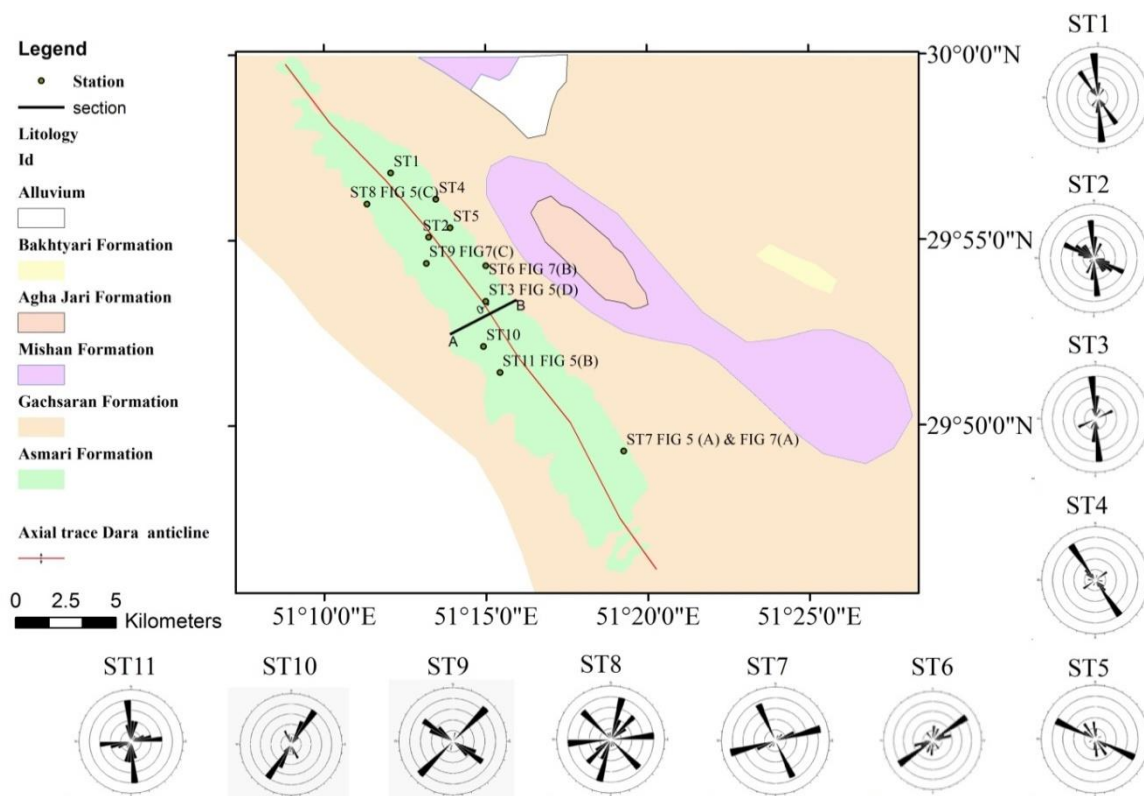 Legend
Station
section
Litology
Id
Alluvium
Bakhtyari Formation
Agha Jari Formation
Mishan Formation
Gachsaran Formation
Asmari Formation
Axial trace Dara anticline
0 2.5 5
Kilometers
30°0'0"N
29°55'0"N
29°50'0"N
51°10'0"E
51°15'0"E
51°20'0"E
51°25'0"E
ST1
ST8 FIG 5(C)
ST4
ST5
ST2
ST9 FIG7(C)
ST6 FIG 7(B)
ST3 FIG 5(D)
B
A
ST10
ST11 FIG 5(B)
ST7 FIG 5 (A) & FIG 7(A)
ST1
ST2
ST3
ST4
ST11
ST10
ST9
ST8
ST7
ST6
ST5